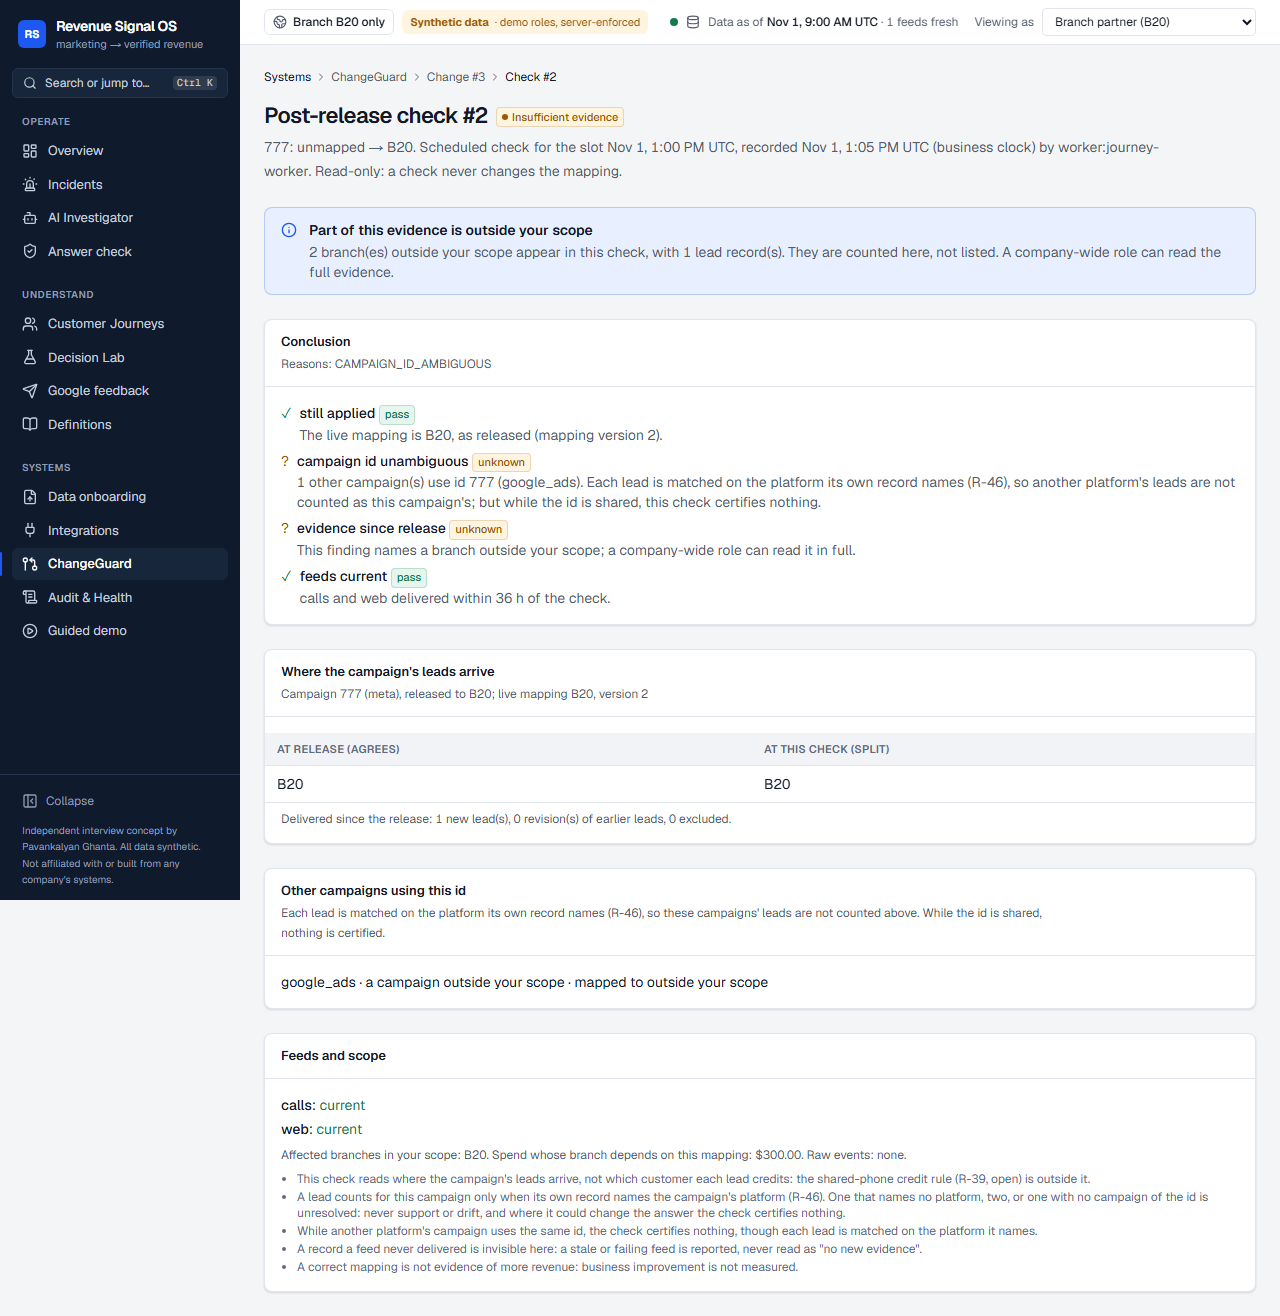 RS
Revenue Signal OS
marketing → verified revenue
Search or jump to...
Ctrl K
OPERATE
Overview
Incidents
AI Investigator
Answer check
UNDERSTAND
Customer Journeys
Decision Lab
Google feedback
Definitions
SYSTEMS
Data onboarding
Integrations
ChangeGuard
Audit & Health
Guided demo
Collapse
Independent interview concept by
Pavankalyan Ghanta. All data synthetic.
Not affiliated with or built from any
company's systems.
Branch B20 only
Synthetic data · demo roles, server-enforced
Data as of Nov 1, 9:00 AM UTC · 1 feeds fresh
Viewing as
Branch partner (B20)
Systems > ChangeGuard > Change #3 > Check #2
Post-release check #2
Insufficient evidence
777: unmapped → B20. Scheduled check for the slot Nov 1, 1:00 PM UTC, recorded Nov 1, 1:05 PM UTC (business clock) by worker:journey-
worker. Read-only: a check never changes the mapping.
Part of this evidence is outside your scope
2 branch(es) outside your scope appear in this check, with 1 lead record(s). They are counted here, not listed. A company-wide role can read the
full evidence.
Conclusion
Reasons: CAMPAIGN_ID_AMBIGUOUS
✓ still applied pass
The live mapping is B20, as released (mapping version 2).
? campaign id unambiguous unknown
1 other campaign(s) use id 777 (google_ads). Each lead is matched on the platform its own record names (R-46), so another platform's leads are not
counted as this campaign's; but while the id is shared, this check certifies nothing.
? evidence since release unknown
This finding names a branch outside your scope; a company-wide role can read it in full.
✓ feeds current pass
calls and web delivered within 36 h of the check.
Where the campaign's leads arrive
Campaign 777 (meta), released to B20; live mapping B20, version 2
AT RELEASE (AGREES)
AT THIS CHECK (SPLIT)
B20
B20
Delivered since the release: 1 new lead(s), 0 revision(s) of earlier leads, 0 excluded.
Other campaigns using this id
Each lead is matched on the platform its own record names (R-46), so these campaigns' leads are not counted above. While the id is shared,
nothing is certified.
google_ads · a campaign outside your scope · mapped to outside your scope
Feeds and scope
calls: current
web: current
Affected branches in your scope: B20. Spend whose branch depends on this mapping: $300.00. Raw events: none.
• This check reads where the campaign's leads arrive, not which customer each lead credits: the shared-phone credit rule (R-39, open) is outside it.
• A lead counts for this campaign only when its own record names the campaign's platform (R-46). One that names no platform, two, or one with no campaign of the id is
unresolved: never support or drift, and where it could change the answer the check certifies nothing.
• While another platform's campaign uses the same id, the check certifies nothing, though each lead is matched on the platform it names.
• A record a feed never delivered is invisible here: a stale or failing feed is reported, never read as "no new evidence".
• A correct mapping is not evidence of more revenue: business improvement is not measured.